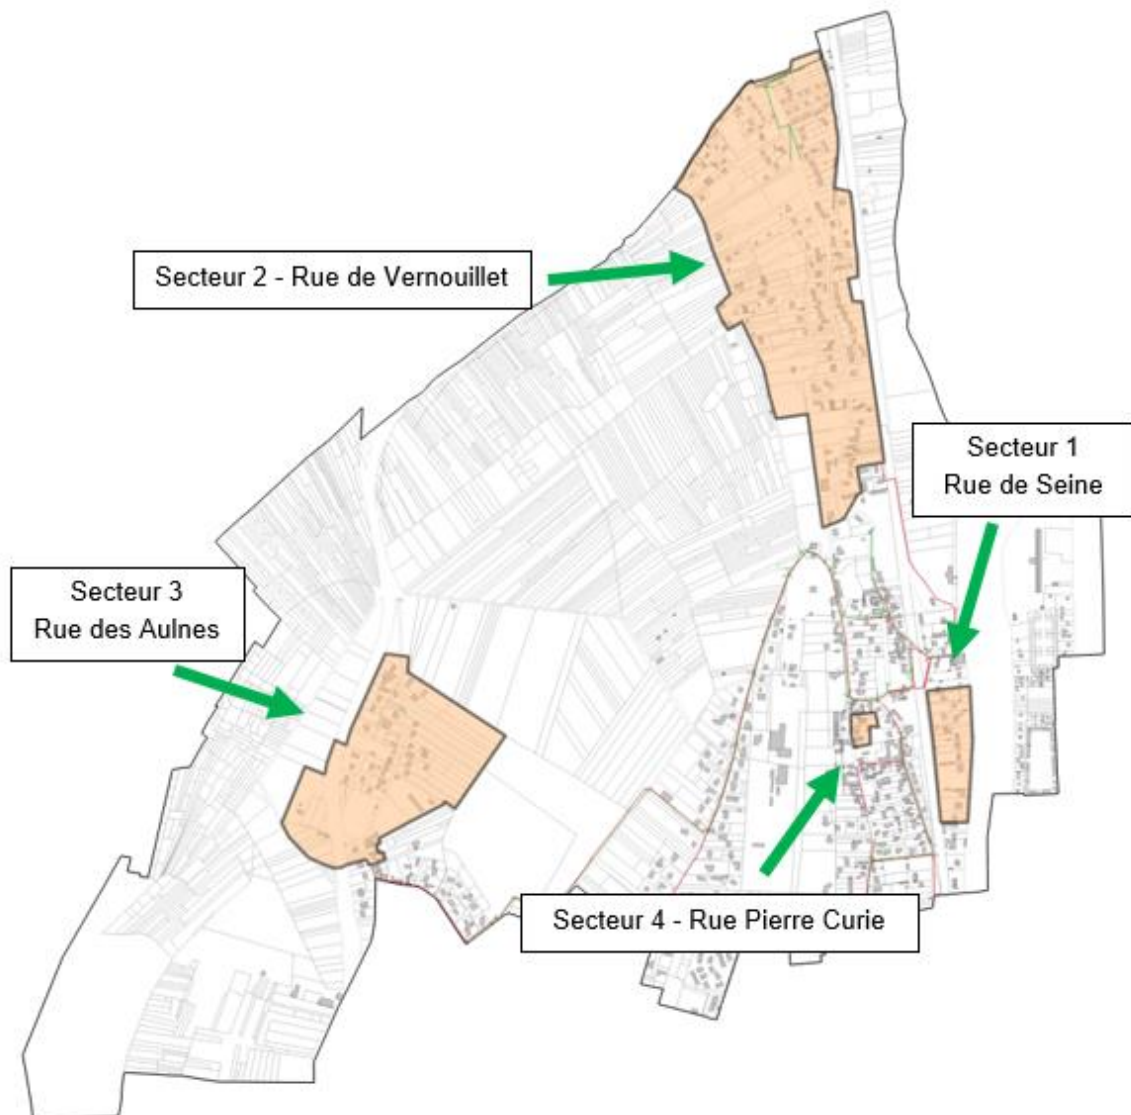 Secteur 2 - Rue de Vernouillet
Secteur 1
Rue de Seine
Secteur 3
Rue des Aulnes
Secteur 4 - Rue Pierre Curie